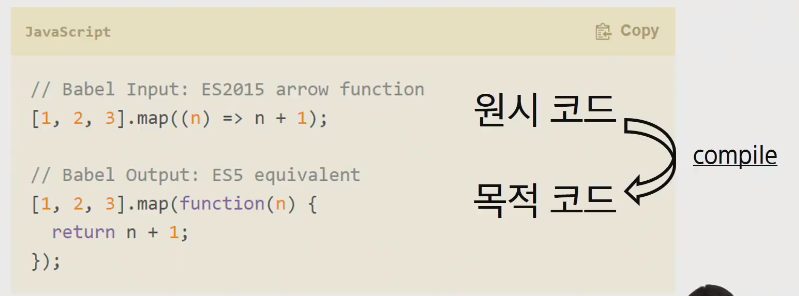 JavaScript
Copy
// Babel Input: ES2015 arrow function
[1, 2, 3].map((n) => n + 1);
원시 코드
compile
// Babel Output: ES5 equivalent
[1, 2, 3].map(function(n) {
목적 코드
return n + 1;
});